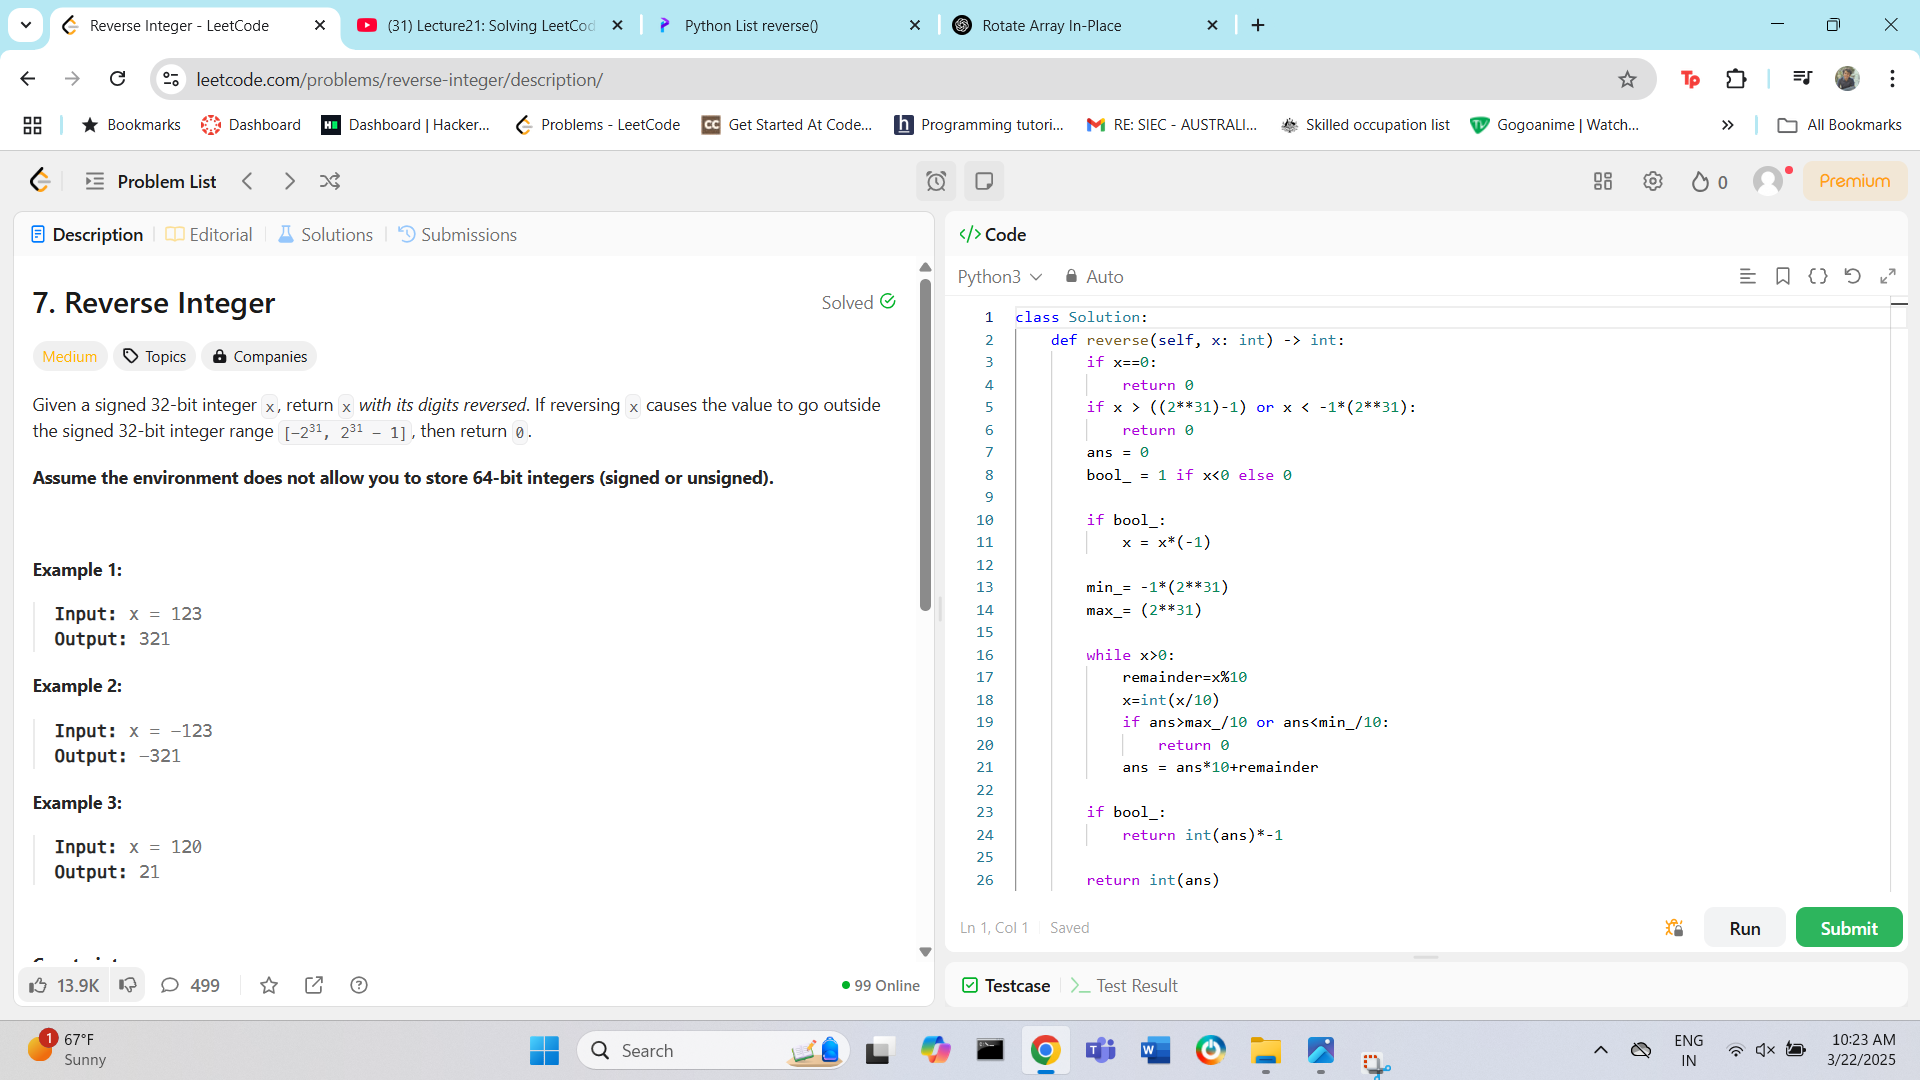 Reverse Integer - LeetCode
(31) Lecture21: Solving LeetCod
Python List reverse()
Rotate Array In-Place
leetcode.com/problems/reverse-integer/description/
Bookmarks
Dashboard
Dashboard | Hacker...
Problems - LeetCode
Get Started At Code...
Programming tutori...
RE: SIEC - AUSTRALI...
Skilled occupation list
Gogoanime | Watch...
All Bookmarks
Problem List
0
Premium
Description
Editorial
Solutions
Submissions
7. Reverse Integer
Solved
Medium
Topics
Companies
Given a signed 32-bit integer x, return x with its digits reversed. If reversing x causes the value to go outside
the signed 32-bit integer range [−2³¹, 2³¹ − 1], then return 0.
Assume the environment does not allow you to store 64-bit integers (signed or unsigned).
Example 1:
Input: x = 123
Output: 321
Example 2:
Input: x = −123
Output: −321
Example 3:
Input: x = 120
Output: 21
13.9K
499
99 Online
</> Code
Python3
Auto
1 class Solution:
2     def reverse(self, x: int) -> int:
3         if x==0:
4             return 0
5         if x > ((2**31)-1) or x < -1*(2**31):
6             return 0
7         ans = 0
8         bool_ = 1 if x<0 else 0
9
10         if bool_:
11             x = x*(-1)
12
13         min_= -1*(2**31)
14         max_= (2**31)
15
16         while x>0:
17             remainder=x%10
18             x=int(x/10)
19             if ans>max_/10 or ans<min_/10:
20                 return 0
21             ans = ans*10+remainder
22
23         if bool_:
24             return int(ans)*-1
25
26         return int(ans)
Ln 1, Col 1
Saved
Run
Submit
Testcase
Test Result
1
67°F
Sunny
Search
ENG
IN
10:23 AM
3/22/2025